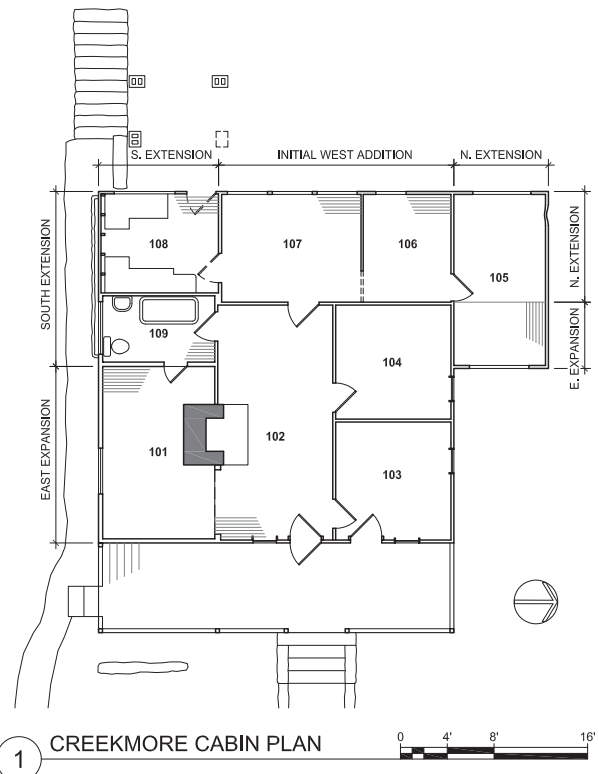 S. EXTENSION
INITIAL WEST ADDITION
N. EXTENSION
SOUTH EXTENSION
EAST EXPANSION
N. EXTENSION
E. EXPANSION
108
107
106
105
109
104
101
102
103
1
CREEKMORE CABIN PLAN
0 4' 8' 16'